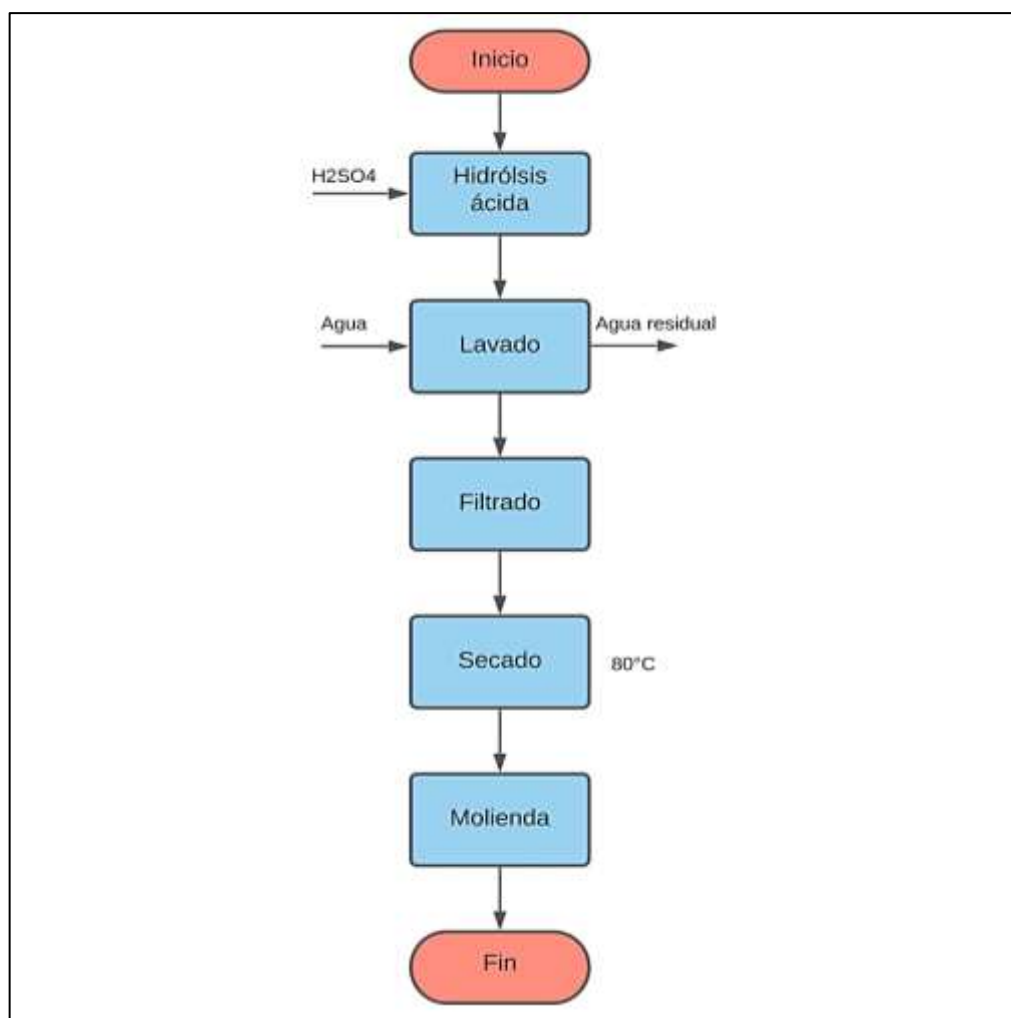 Inicio
H2SO4
Hidrólsis
ácida
Agua
Lavado
Agua residual
Filtrado
Secado
80°C
Molienda
Fin